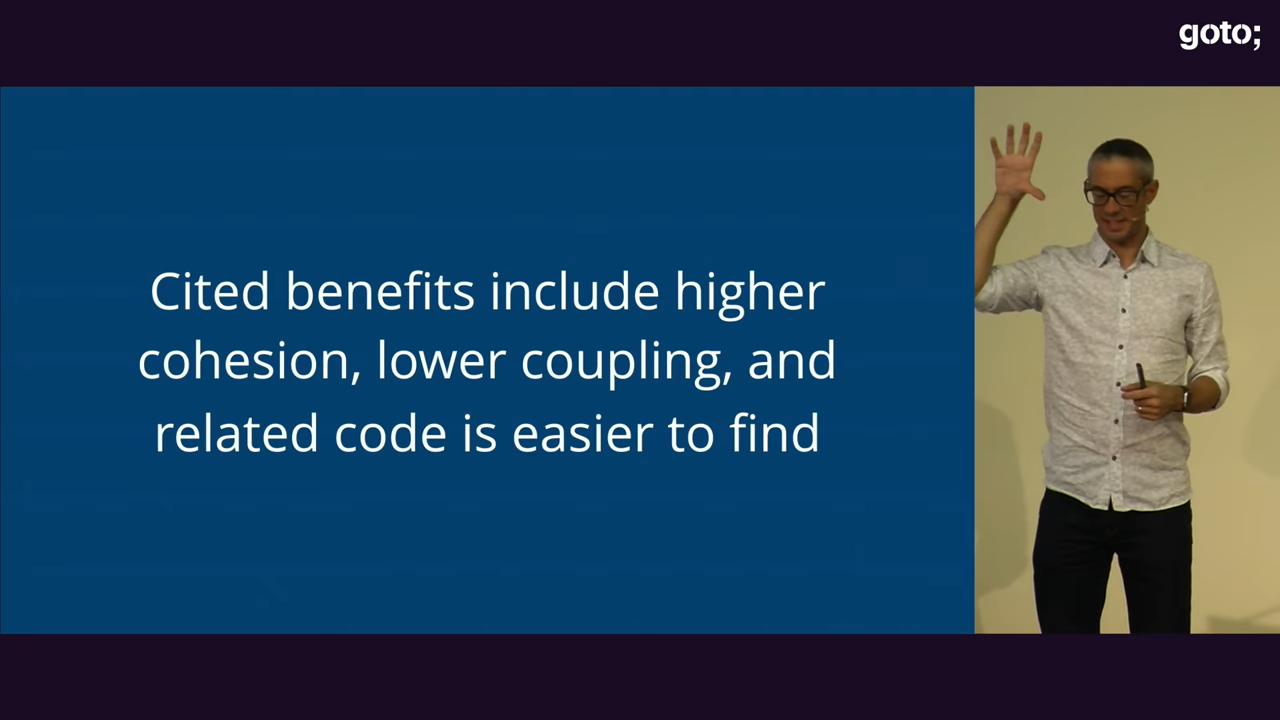 goto;
Cited benefits include higher
cohesion, lower coupling, and
related code is easier to find